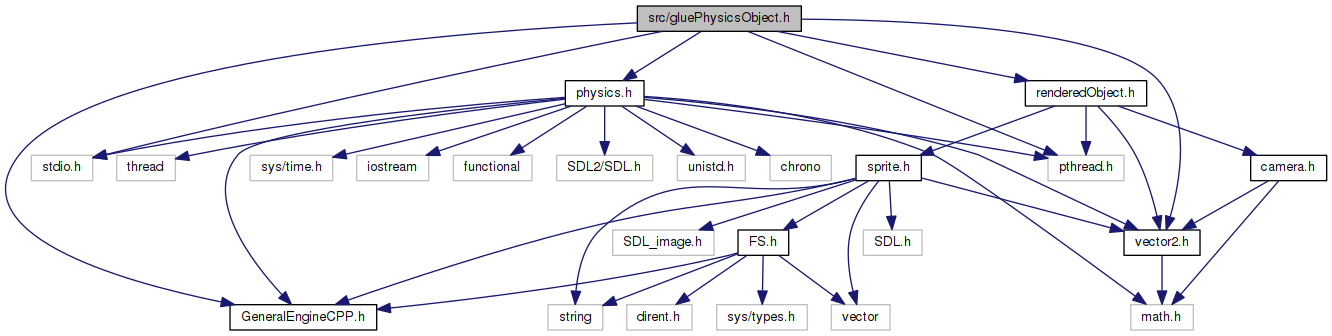 src/gluePhysicsObject.h
physics.h
renderedObject.h
stdio.h
thread
sys/time.h
iostream
functional
SDL2/SDL.h
unistd.h
chrono
sprite.h
pthread.h
camera.h
SDL_image.h
FS.h
SDL.h
vector2.h
GeneralEngineCPP.h
string
dirent.h
sys/types.h
vector
math.h